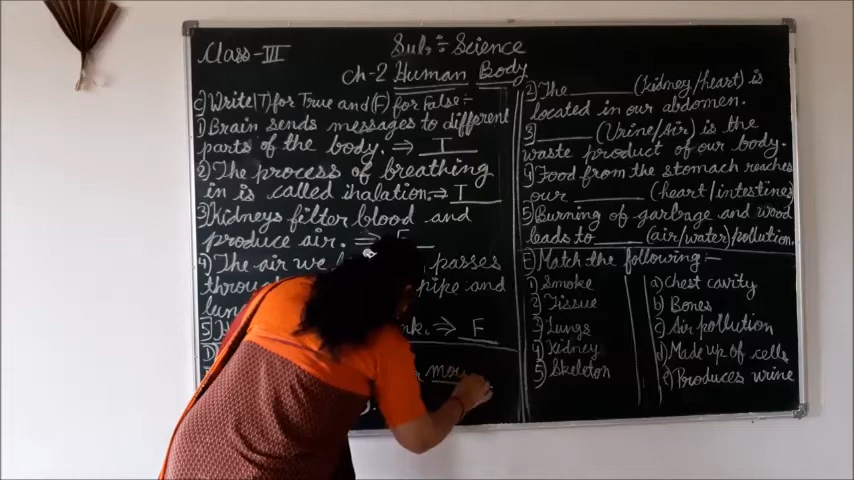 Class-III
Sub:- Science
Ch-2 Human Body
C) Write (T) for True and (F) for False:-
1) Brain sends messages to different
parts of the body. ⇒ T
2) The process of breathing
in is called ihalation. ⇒ T
3) Kidneys filter blood and
produce air. ⇒ F
4) The air we passes
pipe and
5) ⇒ F
D)
2) The ______ (kidney/heart) is
located in our abdomen.
3) ______ (Urine/air) is the
waste product of our body.
4) Food from the stomach reaches
our ______ (heart/intestines)
5) Burning of garbage and wood
leads to ______ (air/water) pollution.
E) Match the following:-
1) Smoke a) Chest cavity
2) Tissue b) Bones
3) Lungs c) Air pollution
4) Kidney d) Made up of cells
5) Skeleton e) Produces urine